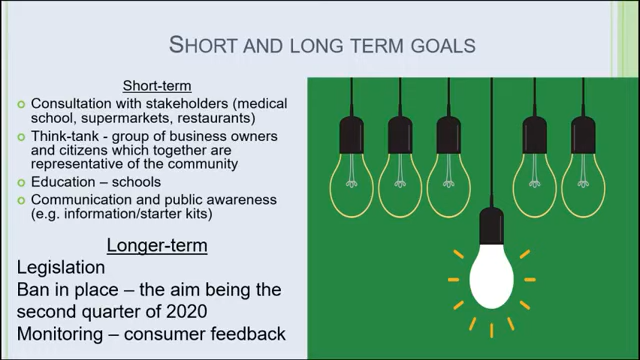 SHORT AND LONG TERM GOALS
Short-term
Consultation with stakeholders (medical
school, supermarkets, restaurants)
Think-tank - group of business owners
and citizens which together are
representative of the community
Education – schools
Communication and public awareness
(e.g. information/starter kits)
Longer-term
Legislation
Ban in place – the aim being the
second quarter of 2020
Monitoring – consumer feedback